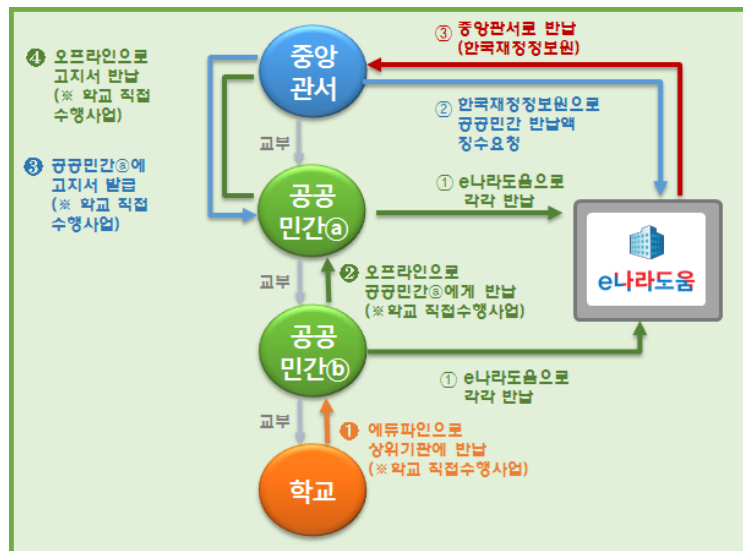 ❹ 오프라인으로
고지서 반납
(※ 학교 직접
수행사업)
중앙
관서
③ 중앙관서로 반납
(한국재정정보원)
② 한국재정정보원으로
공공민간 반납액
징수요청
교부
❸ 공공민간ⓐ에
고지서 발급
(※ 학교 직접
수행사업)
공공
민간ⓐ
① e나라도움으로
각각 반납
e나라도움
교부
❷ 오프라인으로
공공민간ⓐ에게 반납
(※학교 직접수행사업)
공공
민간ⓑ
① e나라도움으로
각각 반납
교부
❶ 에듀파인으로
상위기관에 반납
(※학교 직접수행사업)
학교